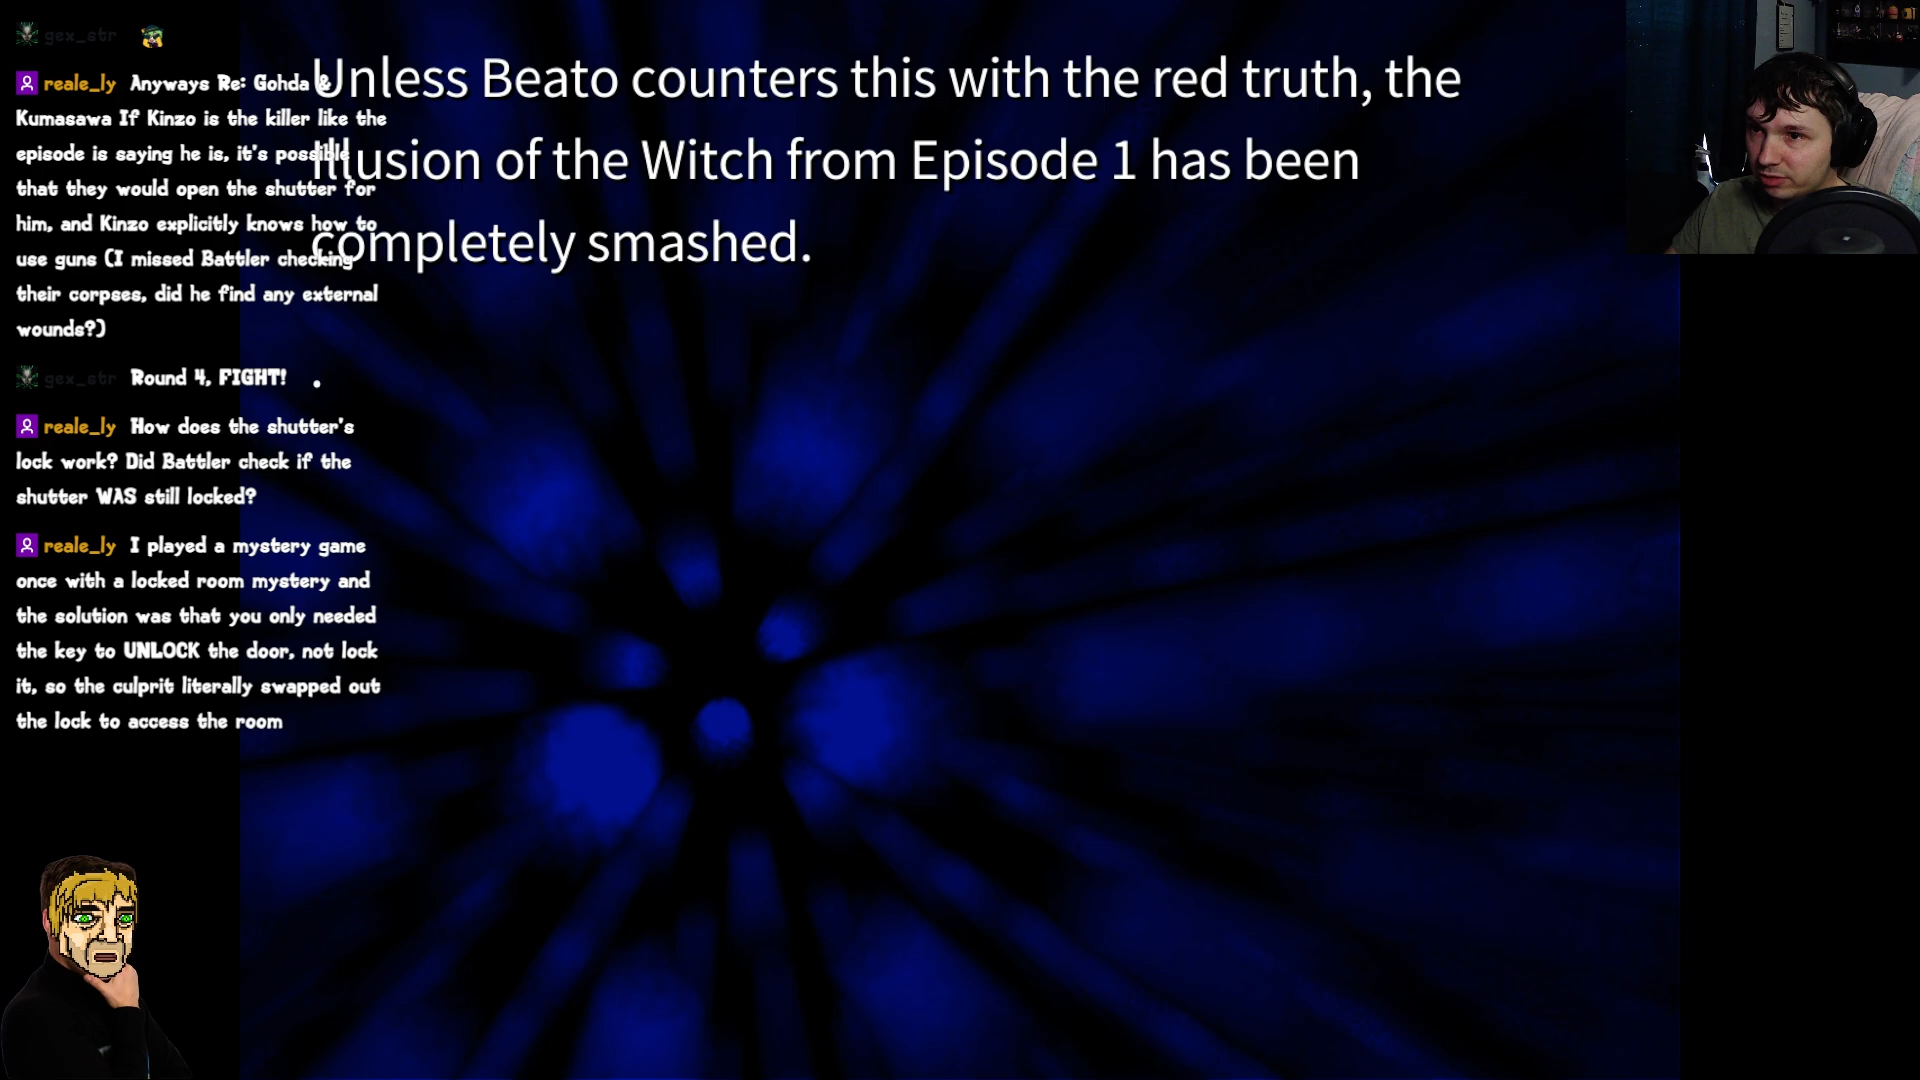 gex_str
reale_ly Anyways Re: Gohda &
Kumasawa If Kinzo is the killer like the
episode is saying he is, it's possible
that they would open the shutter for
him, and Kinzo explicitly knows how to
use guns (I missed Battler checking
their corpses, did he find any external
wounds?)
gex_str Round 4, FIGHT! .
reale_ly How does the shutter's
lock work? Did Battler check if the
shutter WAS still locked?
reale_ly I played a mystery game
once with a locked room mystery and
the solution was that you only needed
the key to UNLOCK the door, not lock
it, so the culprit literally swapped out
the lock to access the room
Unless Beato counters this with the red truth, the
Illusion of the Witch from Episode 1 has been
completely smashed.